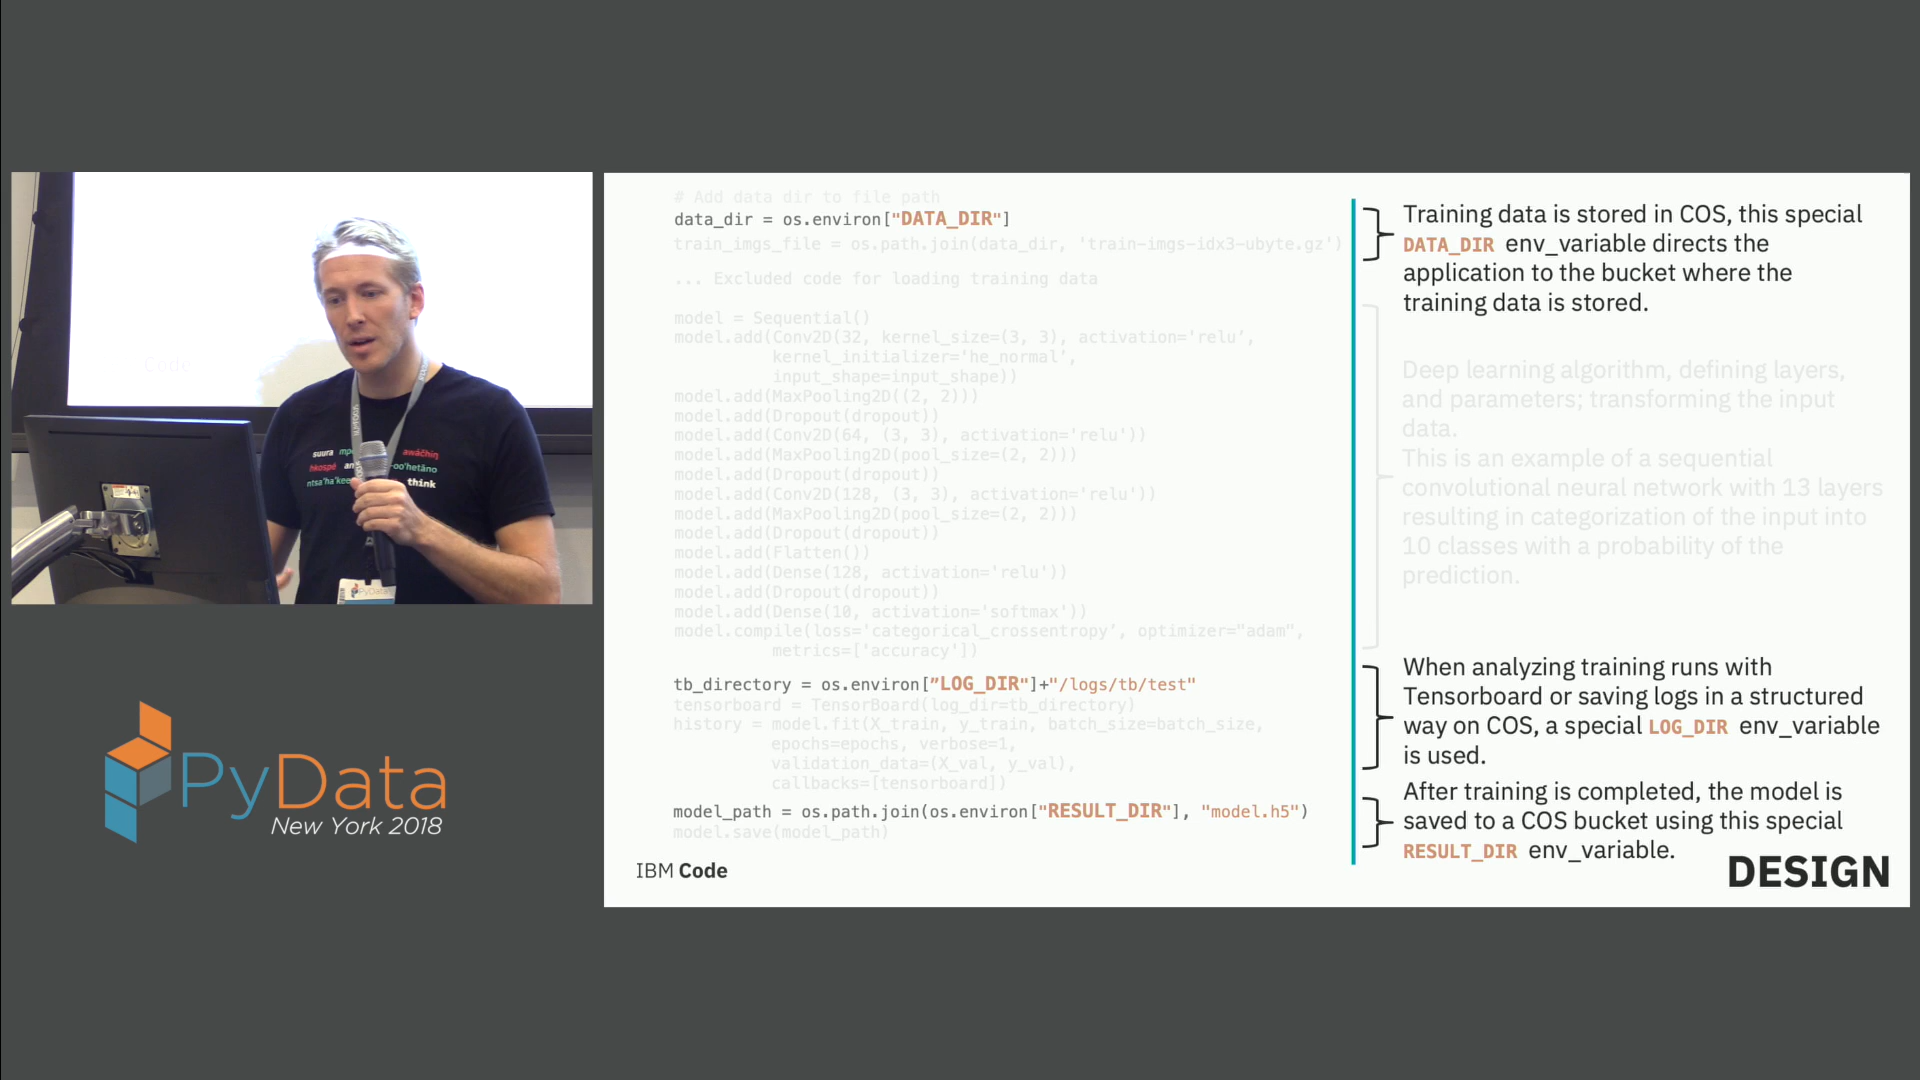 Code
suura
awáčhiŋ
hkospé
-oo'hetāno
ntsa'ha'kee
think
PyData
PyData
New York 2018
# Add data dir to file path
data_dir = os.environ["DATA_DIR"]
train_imgs_file = os.path.join(data_dir, 'train-imgs-idx3-ubyte.gz')
... Excluded code for loading training data
model = Sequential()
model.add(Conv2D(32, kernel_size=(3, 3), activation='relu’,
kernel_initializer='he_normal’,
input_shape=input_shape))
model.add(MaxPooling2D((2, 2)))
model.add(Dropout(dropout))
model.add(Conv2D(64, (3, 3), activation='relu'))
model.add(MaxPooling2D(pool_size=(2, 2)))
model.add(Dropout(dropout))
model.add(Conv2D(128, (3, 3), activation='relu'))
model.add(MaxPooling2D(pool_size=(2, 2)))
model.add(Dropout(dropout))
model.add(Flatten())
model.add(Dense(128, activation='relu'))
model.add(Dropout(dropout))
model.add(Dense(10, activation='softmax'))
model.compile(loss='categorical_crossentropy’, optimizer="adam",
metrics=['accuracy'])
tb_directory = os.environ[”LOG_DIR"]+"/logs/tb/test"
tensorboard = TensorBoard(log_dir=tb_directory)
history = model.fit(X_train, y_train, batch_size=batch_size,
epochs=epochs, verbose=1,
validation_data=(X_val, y_val),
callbacks=[tensorboard])
model_path = os.path.join(os.environ["RESULT_DIR"], "model.h5")
model.save(model_path)
Training data is stored in COS, this special
DATA_DIR env_variable directs the
application to the bucket where the
training data is stored.
Deep learning algorithm, defining layers,
and parameters; transforming the input
data.
This is an example of a sequential
convolutional neural network with 13 layers
resulting in categorization of the input into
10 classes with a probability of the
prediction.
When analyzing training runs with
Tensorboard or saving logs in a structured
way on COS, a special LOG_DIR env_variable
is used.
After training is completed, the model is
saved to a COS bucket using this special
RESULT_DIR env_variable.
IBM Code
DESIGN